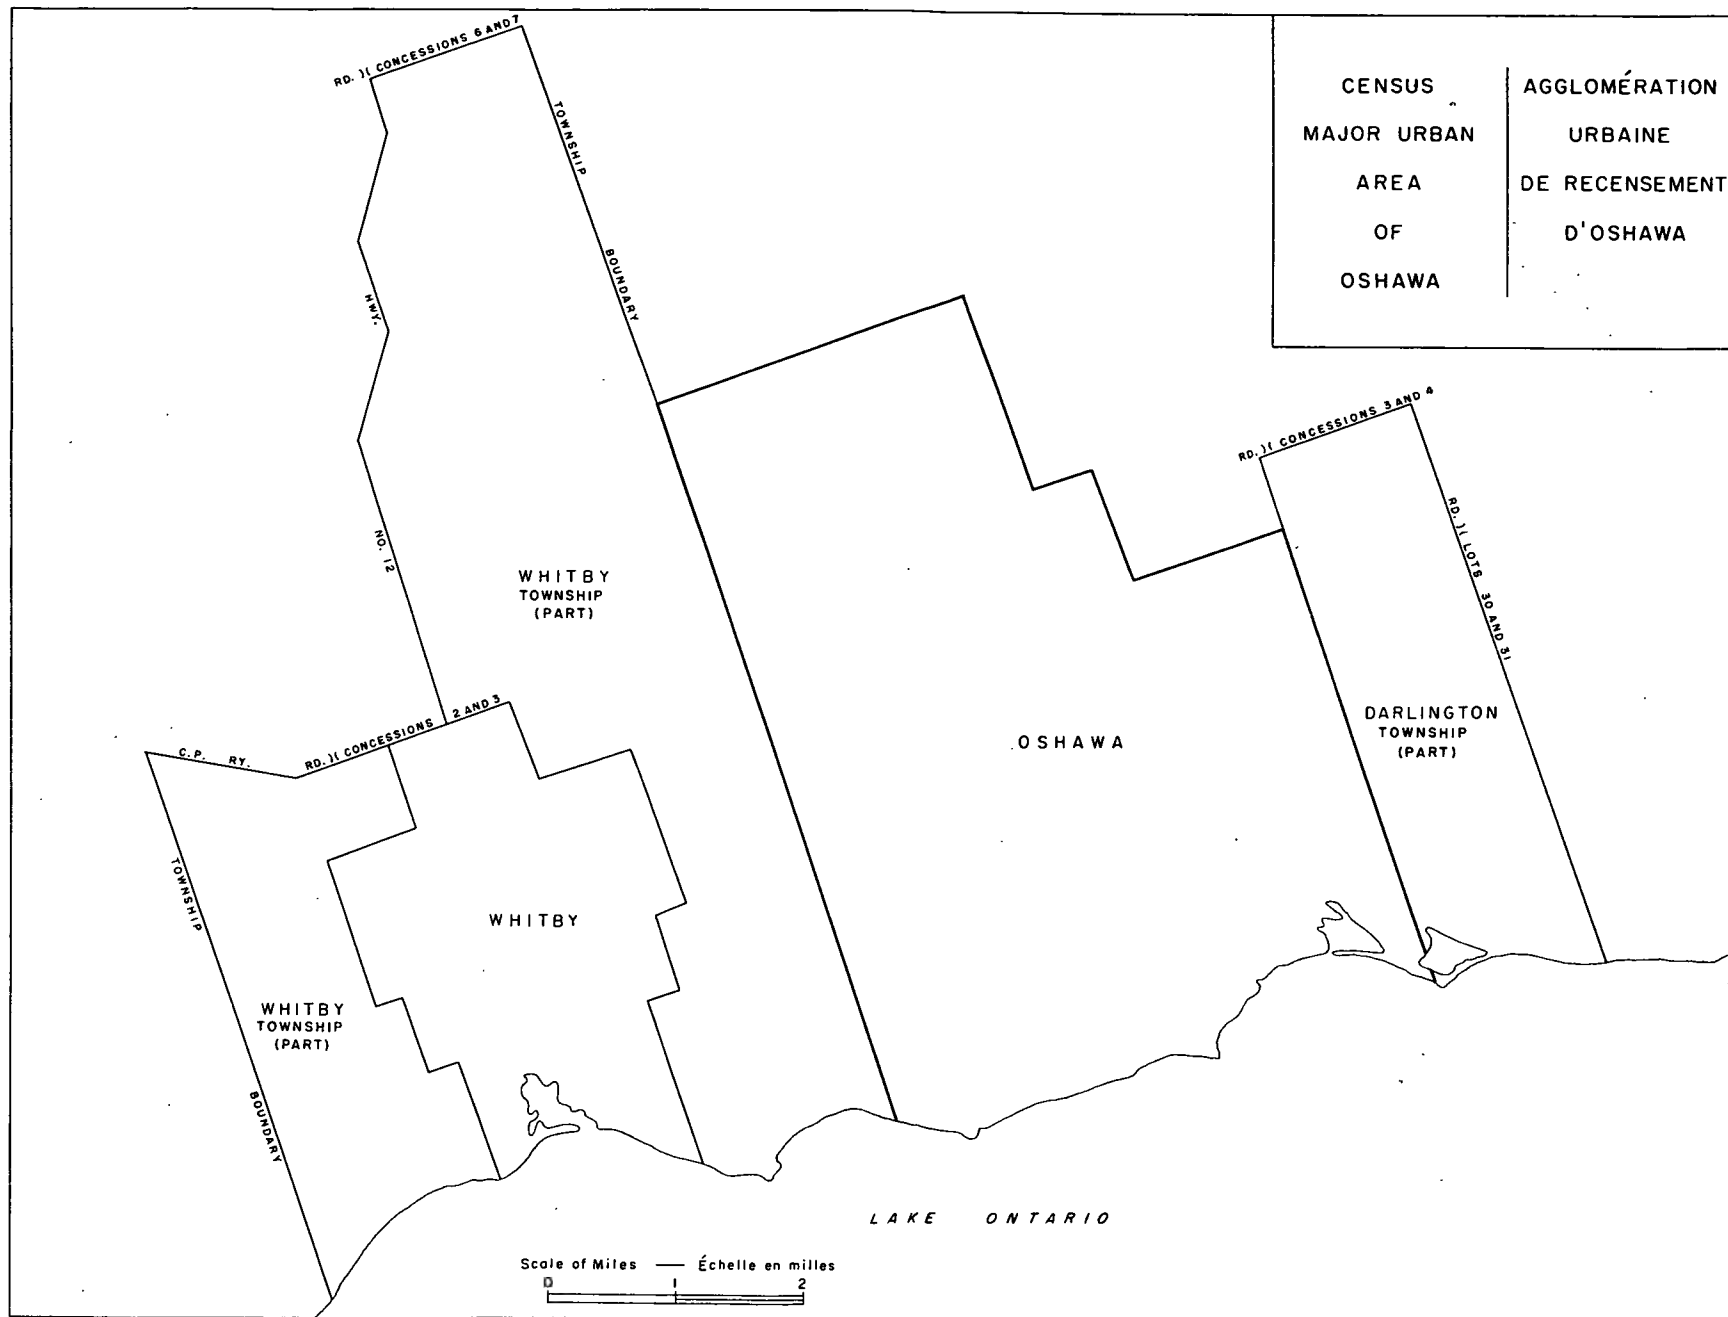 CENSUS
MAJOR URBAN
AREA
OF
OSHAWA
AGGLOMÉRATION
URBAINE
DE RECENSEMENT
D'OSHAWA
RD. )( CONCESSIONS 6 AND 7
TOWNSHIP
BOUNDARY
HWY.
NO. 12
WHITBY
TOWNSHIP
(PART)
RD. )( CONCESSIONS 3 AND 4
RD. )( LOTS 30 AND 31
DARLINGTON
TOWNSHIP
(PART)
OSHAWA
C.P. RY.
RD. )( CONCESSIONS 2 AND 3
TOWNSHIP
BOUNDARY
WHITBY
WHITBY
TOWNSHIP
(PART)
LAKE ONTARIO
Scale of Miles — Échelle en milles
0 1 2